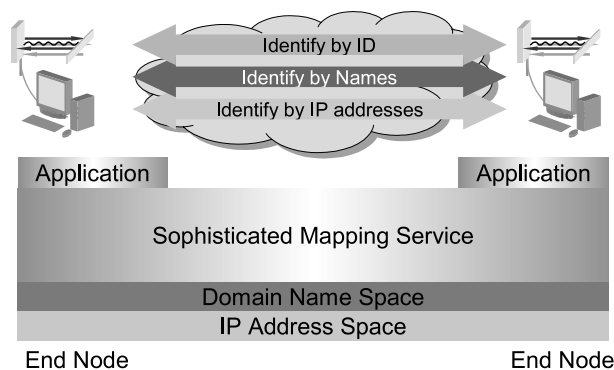 Identify by ID
Identify by Names
Identify by IP addresses
Application
Application
Sophisticated Mapping Service
Domain Name Space
IP Address Space
End Node
End Node